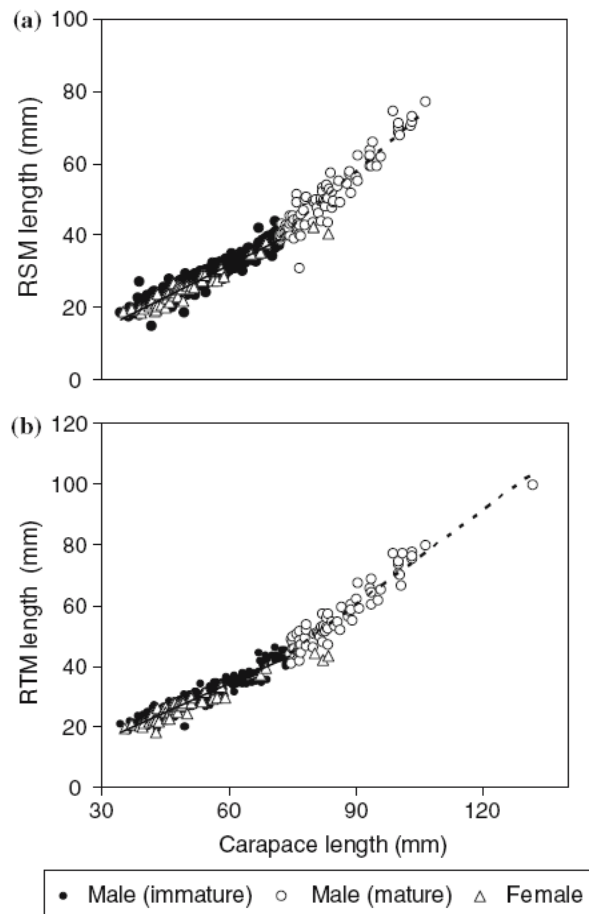 (a)
100
80
60
40
20
0
RSM length (mm)
(b)
120
100
80
60
40
20
0
RTM length (mm)
30 60 90 120
Carapace length (mm)
Male (immature) Male (mature) Female